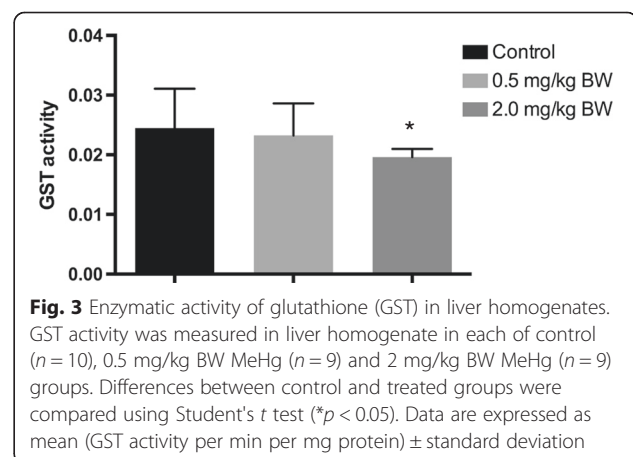 0.04
0.03
0.02
0.01
0.00
GST activity
Control
0.5 mg/kg BW
2.0 mg/kg BW
*
Fig. 3 Enzymatic activity of glutathione (GST) in liver homogenates.
GST activity was measured in liver homogenate in each of control
(n = 10), 0.5 mg/kg BW MeHg (n = 9) and 2 mg/kg BW MeHg (n = 9)
groups. Differences between control and treated groups were
compared using Student's t test (*p < 0.05). Data are expressed as
mean (GST activity per min per mg protein) ± standard deviation